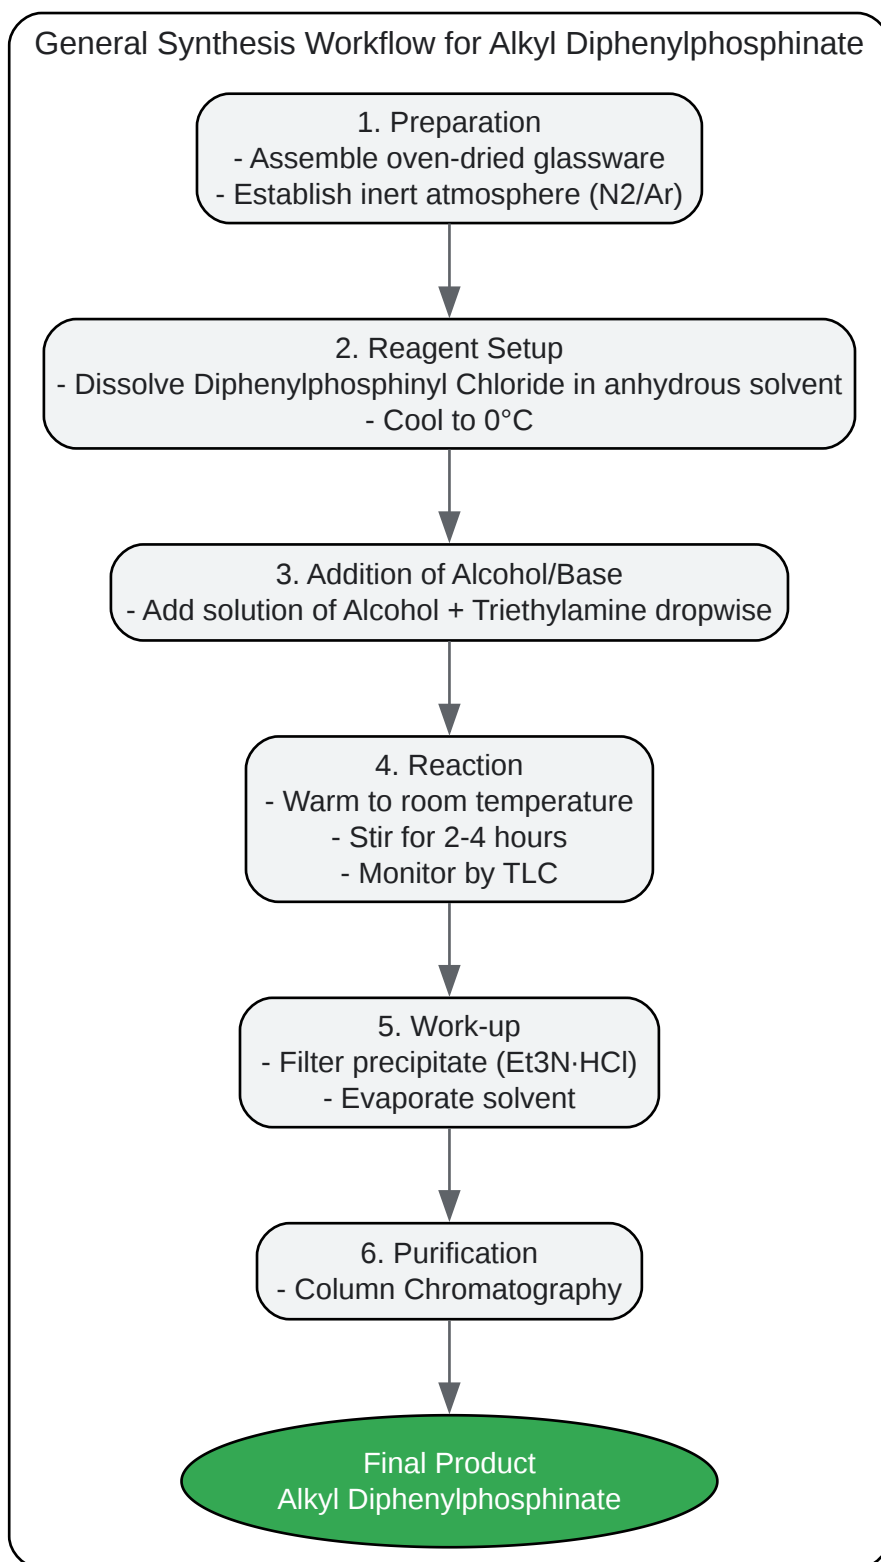 General Synthesis Workflow for Alkyl Diphenylphosphinate
1. Preparation
- Assemble oven-dried glassware
- Establish inert atmosphere (N2/Ar)
2. Reagent Setup
- Dissolve Diphenylphosphinyl Chloride in anhydrous solvent
- Cool to 0°C
3. Addition of Alcohol/Base
- Add solution of Alcohol + Triethylamine dropwise
4. Reaction
- Warm to room temperature
- Stir for 2-4 hours
- Monitor by TLC
5. Work-up
- Filter precipitate (Et3N·HCl)
- Evaporate solvent
6. Purification
- Column Chromatography
Final Product
Alkyl Diphenylphosphinate